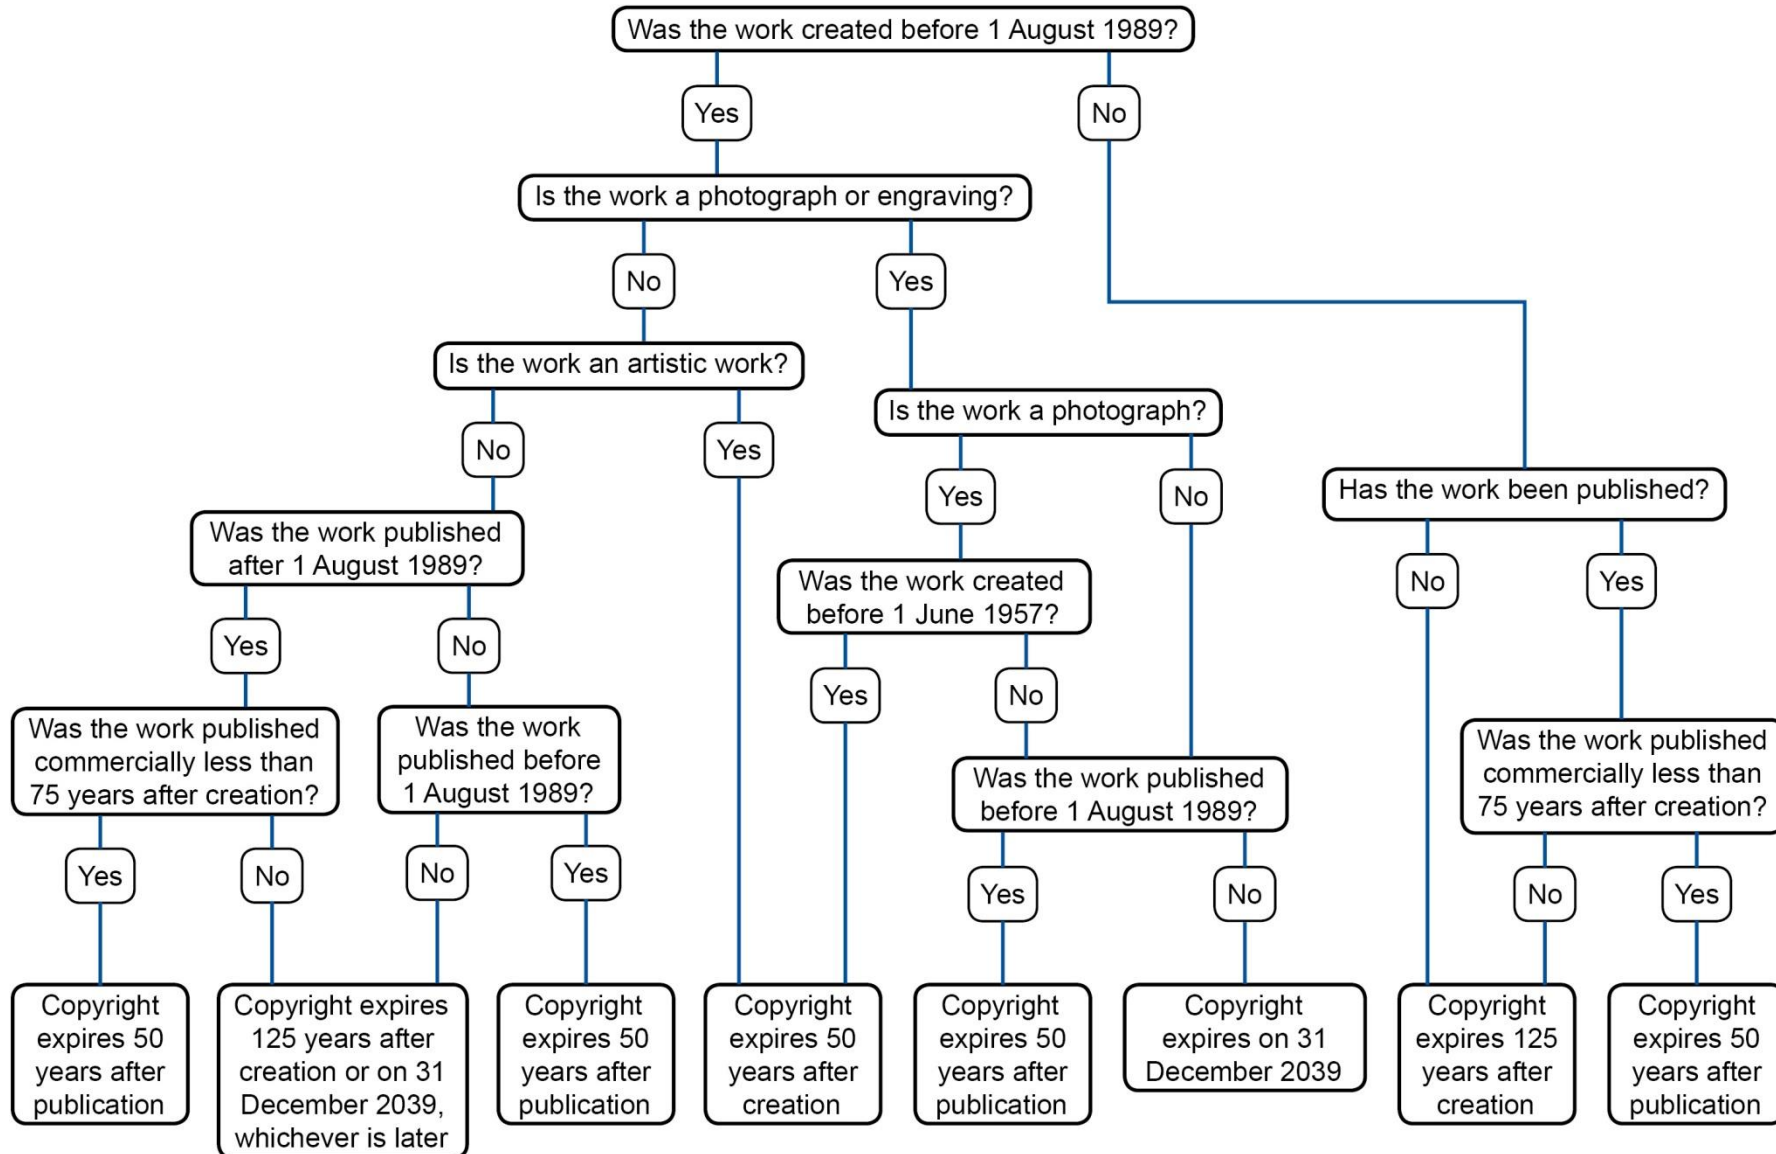 Was the work created before 1 August 1989?
Yes
No
Is the work a photograph or engraving?
No
Yes
Is the work an artistic work?
Is the work a photograph?
No
Yes
Yes
No
Has the work been published?
Was the work published
after 1 August 1989?
Was the work created
before 1 June 1957?
No
Yes
Yes
No
Yes
No
Was the work published
commercially less than
75 years after creation?
Was the work
published before
1 August 1989?
Was the work published
before 1 August 1989?
Was the work published
commercially less than
75 years after creation?
Yes
No
No
Yes
Yes
No
No
Yes
Copyright
expires 50
years after
publication
Copyright expires
125 years after
creation or on 31
December 2039,
whichever is later
Copyright
expires 50
years after
publication
Copyright
expires 50
years after
creation
Copyright
expires 50
years after
publication
Copyright
expires on 31
December 2039
Copyright
expires 125
years after
creation
Copyright
expires 50
years after
publication